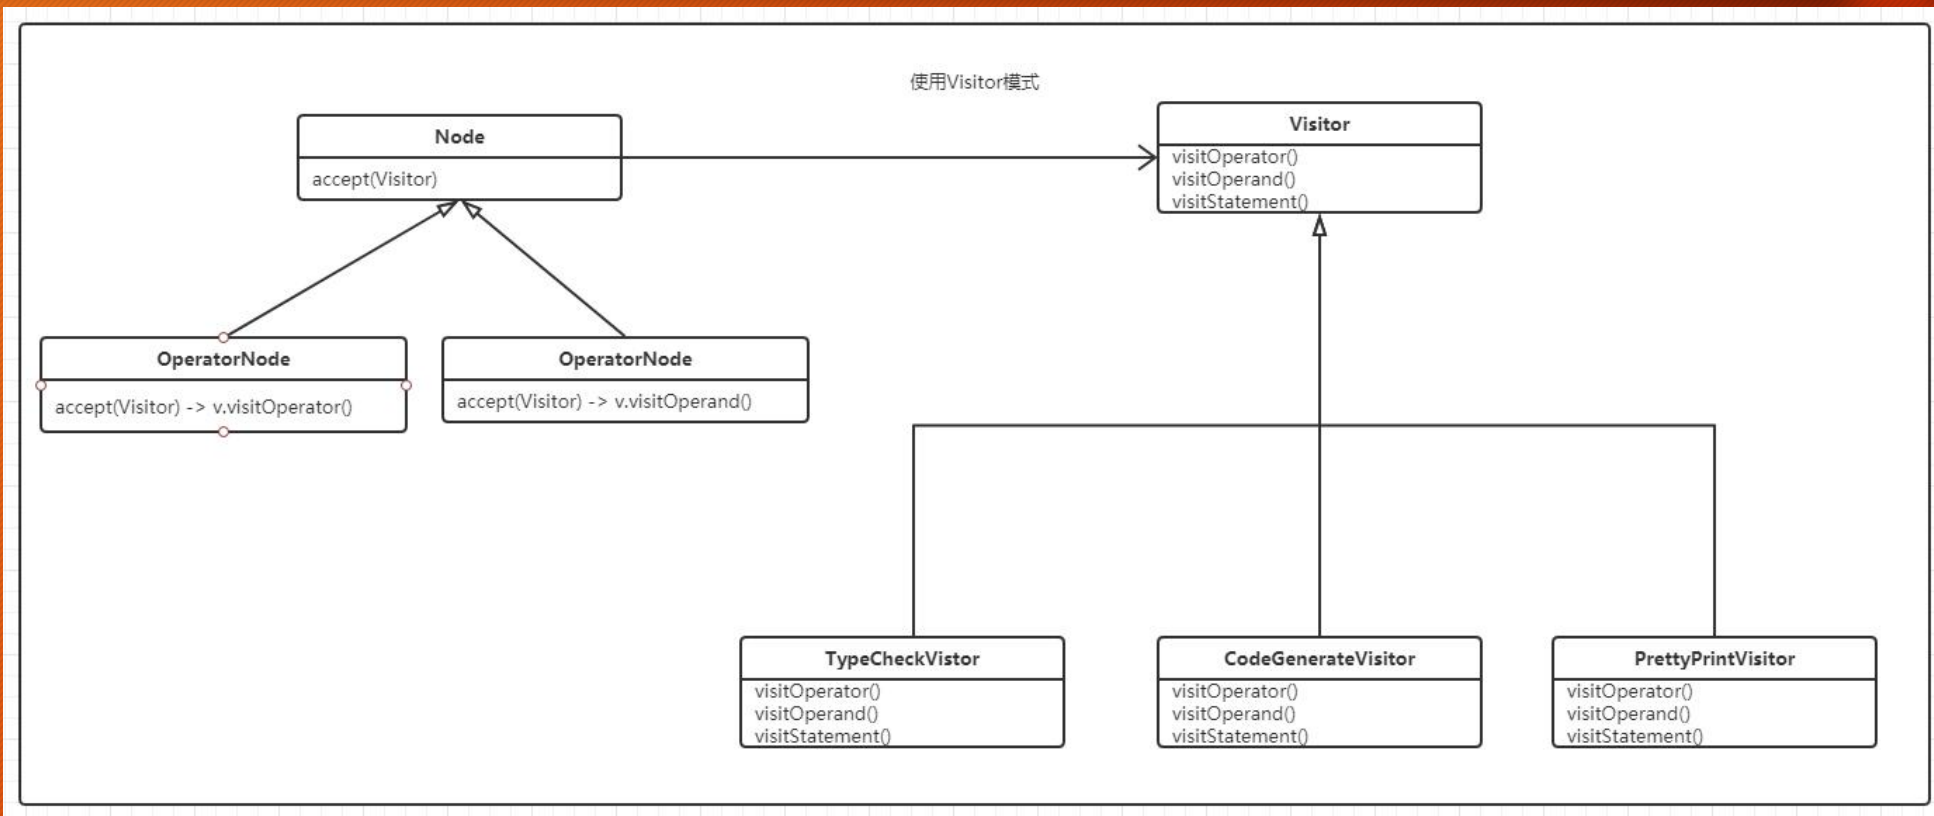 使用Visitor模式
Node
accept(Visitor)
Visitor
visitOperator()
visitOperand()
visitStatement()
OperatorNode
accept(Visitor) -> v.visitOperator()
OperatorNode
accept(Visitor) -> v.visitOperand()
TypeCheckVistor
visitOperator()
visitOperand()
visitStatement()
CodeGenerateVisitor
visitOperator()
visitOperand()
visitStatement()
PrettyPrintVisitor
visitOperator()
visitOperand()
visitStatement()